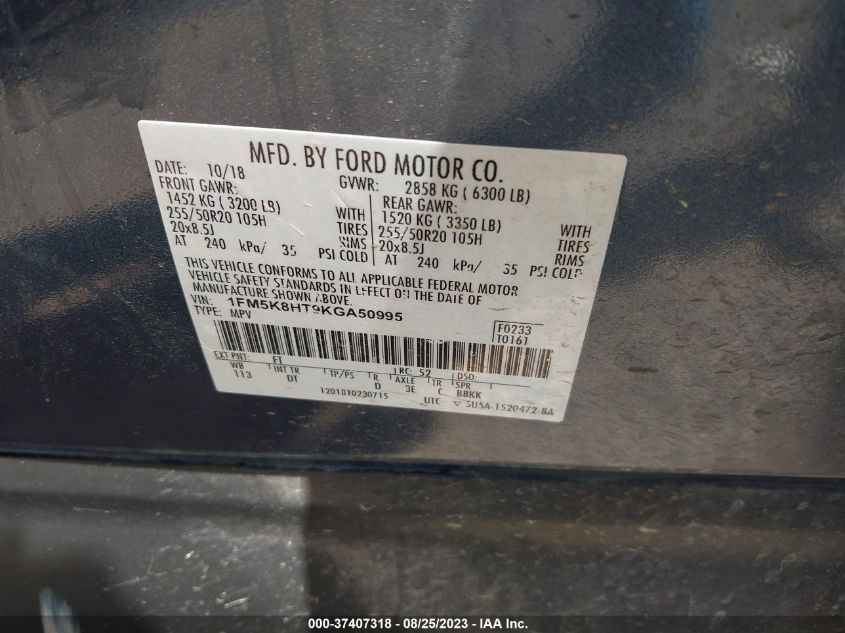 MFD. BY FORD MOTOR CO.
DATE: 10/18 GVWR: 2858 KG ( 6300 LB)
FRONT GAWR: REAR GAWR:
1452 KG ( 3200 LB) WITH 1520 KG ( 3350 LB) WITH
255/50R20 105H TIRES 255/50R20 105H TIRES
20x8.5J RIMS 20x8.5J RIMS
AT 240 kPa/ 35 PSI COLD AT 240 kPa/ 35 PSI COLD
THIS VEHICLE CONFORMS TO ALL APPLICABLE FEDERAL MOTOR
VEHICLE SAFETY STANDARDS IN EFFECT ON THE DATE OF
MANUFACTURE SHOWN ABOVE.
VIN: 1FM5K8HT9KGA50995
TYPE: MPV
F0233
T0161
EXT PNT: FT RC: 52 DSO:
WB INT TR TP/PS R AXLE TR SPR
113 DT D 3E C BBKK
1201810230715 UTC 5U5A-1520472-BA
000-37407318 - 08/25/2023 - IAA Inc.